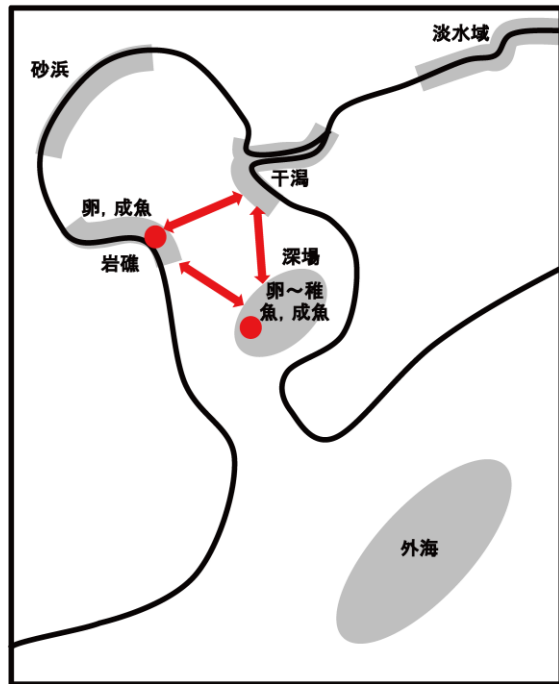 淡水域
砂浜
干潟
卵, 成魚
岩礁
深場
卵～稚
魚, 成魚
外海